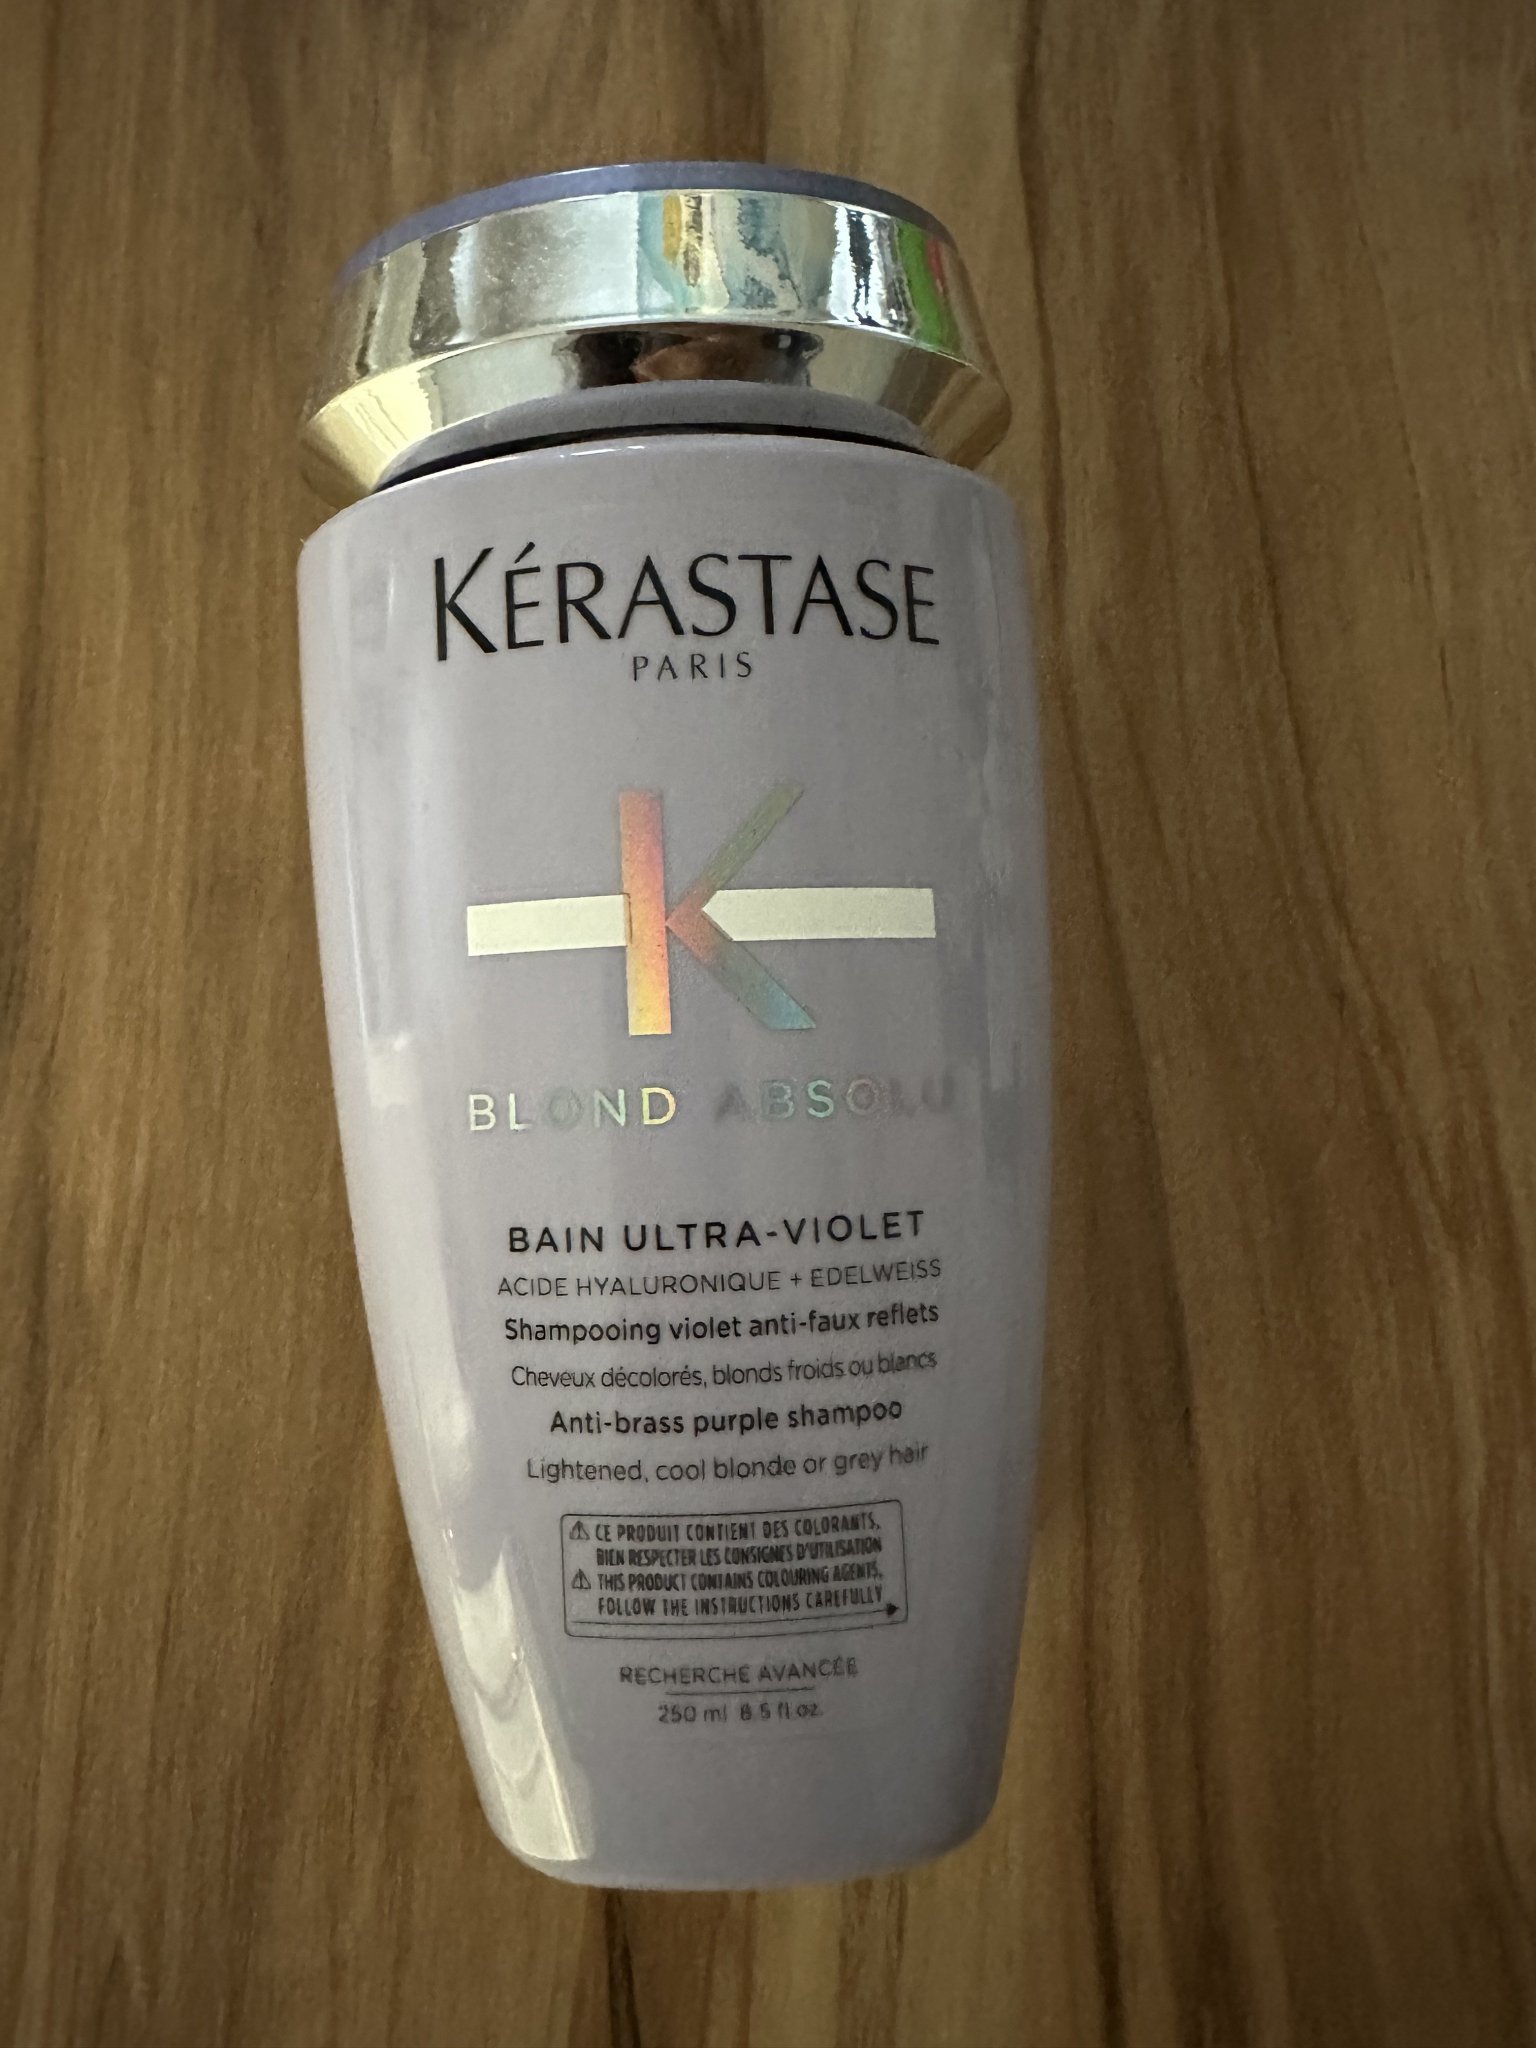 KÉRASTASE
PARIS
K
BLOND ABSOLU
BAIN ULTRA-VIOLET
ACIDE HYALURONIQUE + EDELWEISS
Shampooing violet anti-faux reflets
Cheveux décolorés, blonds froids ou blancs
Anti-brass purple shampoo
Lightened, cool blonde or grey hair
⚠ CE PRODUIT CONTIENT DES COLORANTS,
BIEN RESPECTER LES CONSIGNES D'UTILISATION
⚠ THIS PRODUCT CONTAINS COLOURING AGENTS,
FOLLOW THE INSTRUCTIONS CAREFULLY
RECHERCHE AVANCÉE
250 ml 8.5 fl oz.